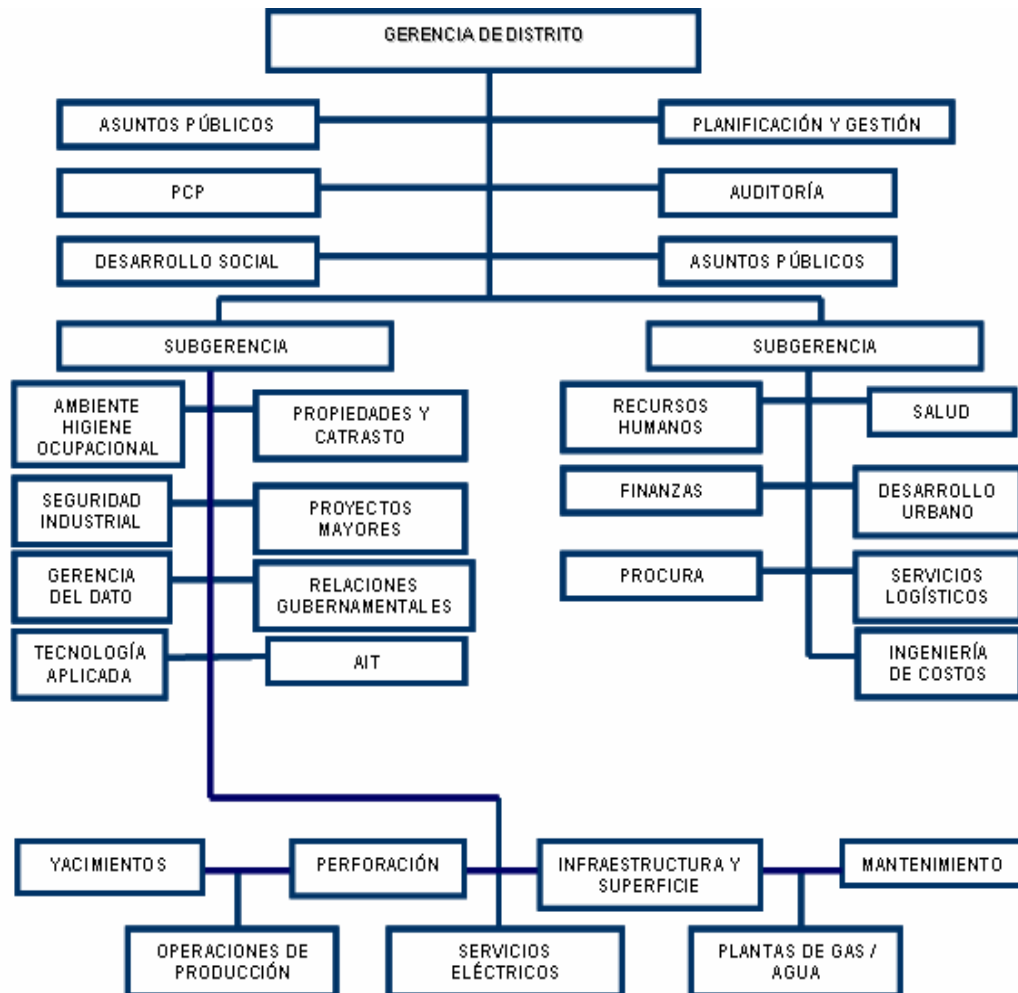 GERENCIA DE DISTRITO
ASUNTOS PÚBLICOS
PLANIFICACIÓN Y GESTIÓN
PCP
AUDITORÍA
DESARROLLO SOCIAL
ASUNTOS PÚBLICOS
SUBGERENCIA
SUBGERENCIA
AMBIENTE
HIGIENE
OCUPACIONAL
PROPIEDADES Y
CATRASTO
SEGURIDAD
INDUSTRIAL
PROYECTOS
MAYORES
GERENCIA
DEL DATO
RELACIONES
GUBERNAMENTALES
TECNOLOGÍA
APLICADA
AIT
RECURSOS
HUMANOS
SALUD
FINANZAS
DESARROLLO
URBANO
PROCURA
SERVICIOS
LOGÍSTICOS
INGENIERÍA
DE COSTOS
YACIMIENTOS
PERFORACIÓN
INFRAESTRUCTURA Y
SUPERFICIE
MANTENIMIENTO
OPERACIONES DE
PRODUCCIÓN
SERVICIOS
ELÉCTRICOS
PLANTAS DE GAS /
AGUA